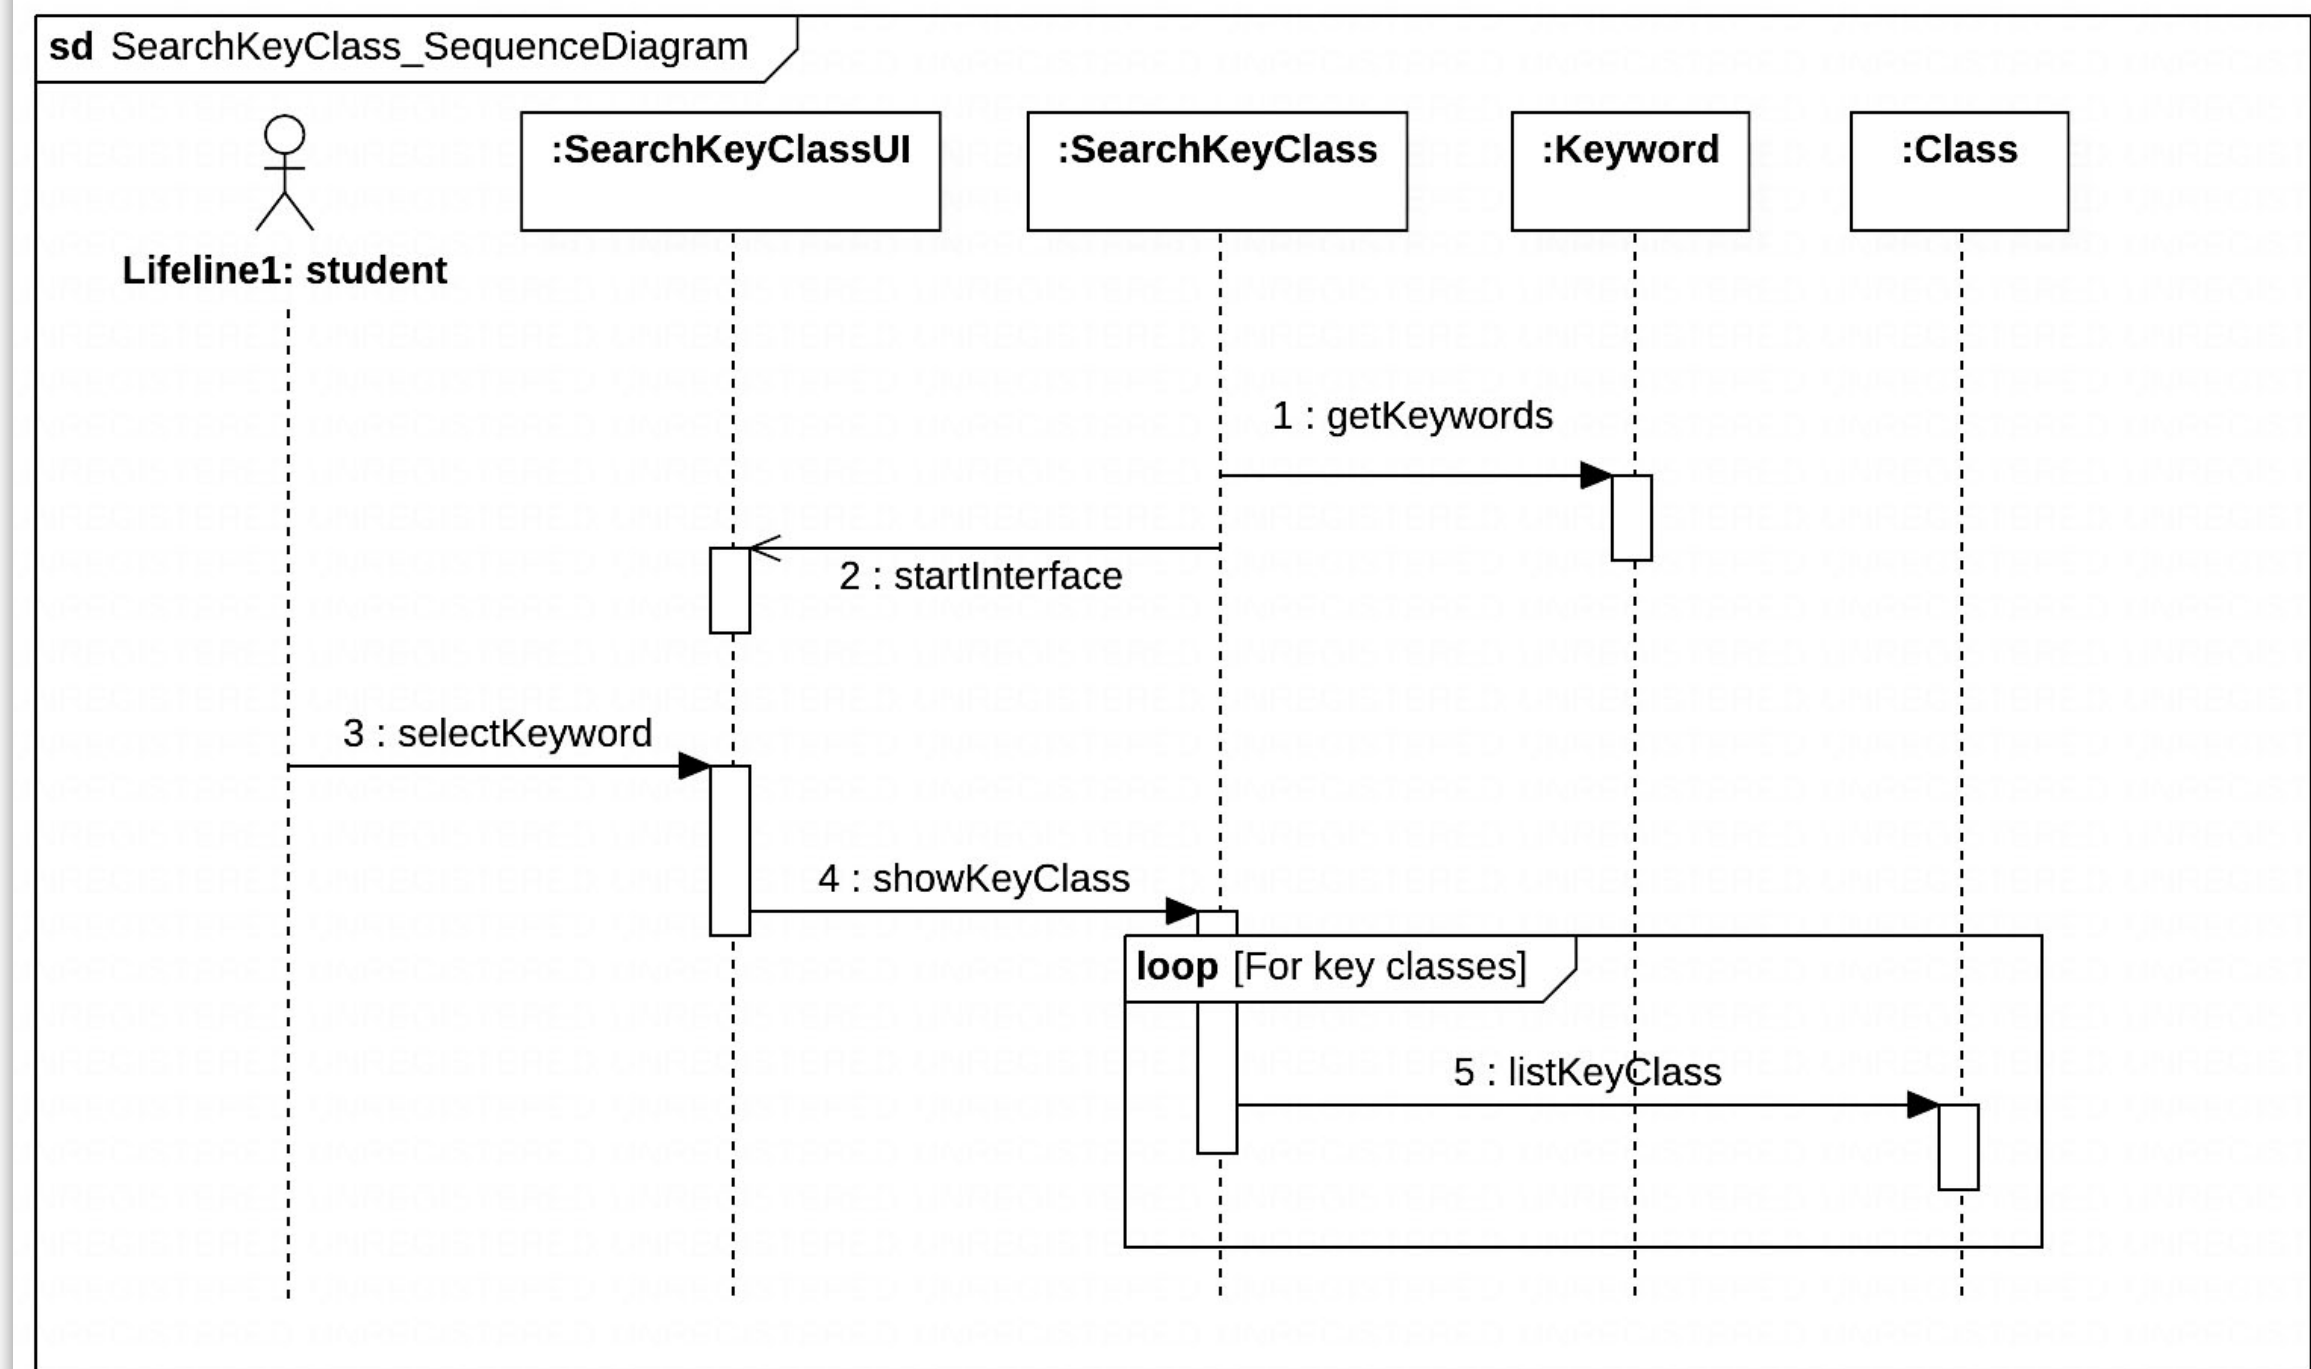 sd SearchKeyClass_SequenceDiagram
:SearchKeyClassUI
:SearchKeyClass
:Keyword
:Class
Lifeline1: student
1 : getKeywords
2 : startInterface
3 : selectKeyword
4 : showKeyClass
loop [For key classes]
5 : listKeyClass